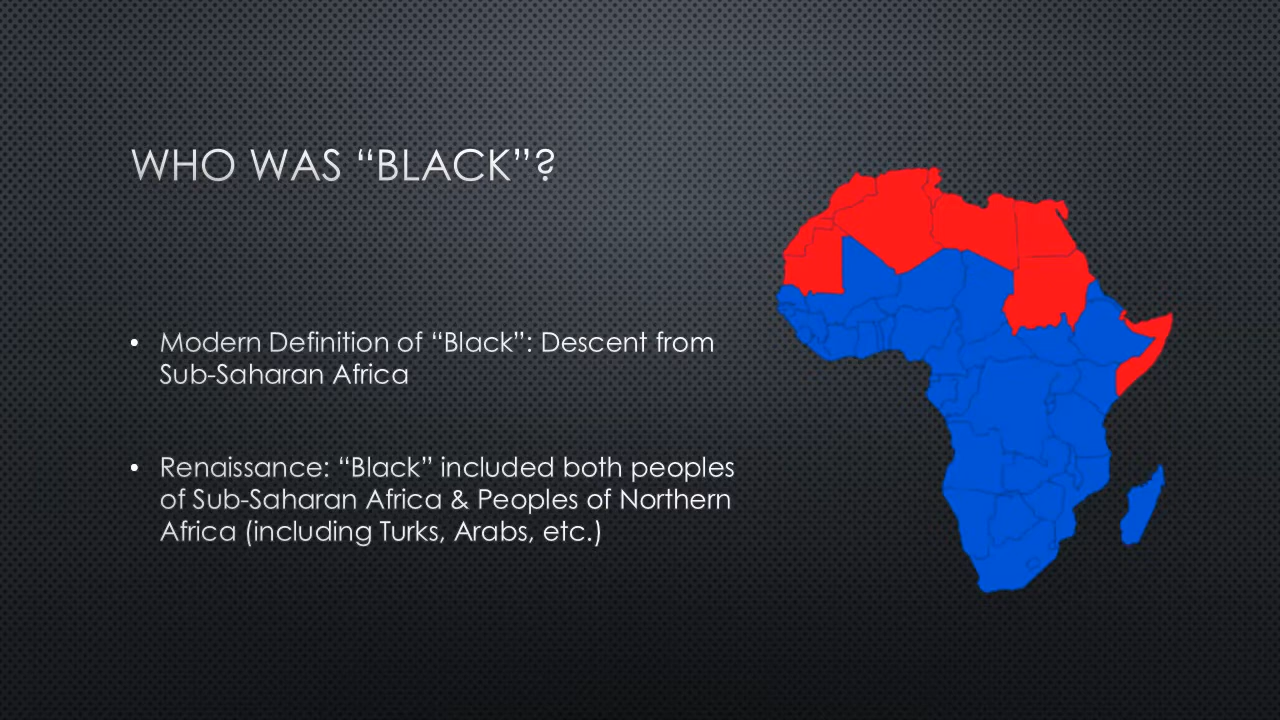 WHO WAS “BLACK”?
• Modern Definition of “Black”: Descent from
Sub-Saharan Africa
• Renaissance: “Black” included both peoples
of Sub-Saharan Africa & Peoples of Northern
Africa (including Turks, Arabs, etc.)